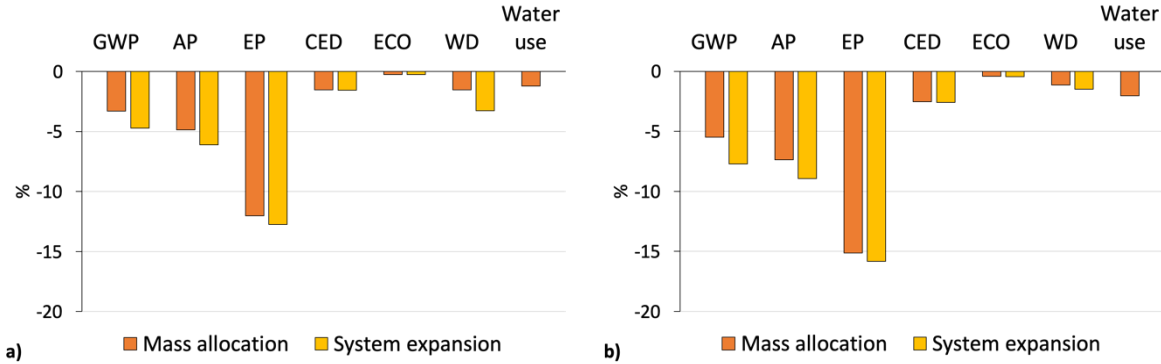 Water
GWP AP EP CED ECO WD use
0
-5
%
-10
-15
-20
a)
Mass allocation System expansion
Water
GWP AP EP CED ECO WD use
0
-5
%
-10
-15
-20
b)
Mass allocation System expansion